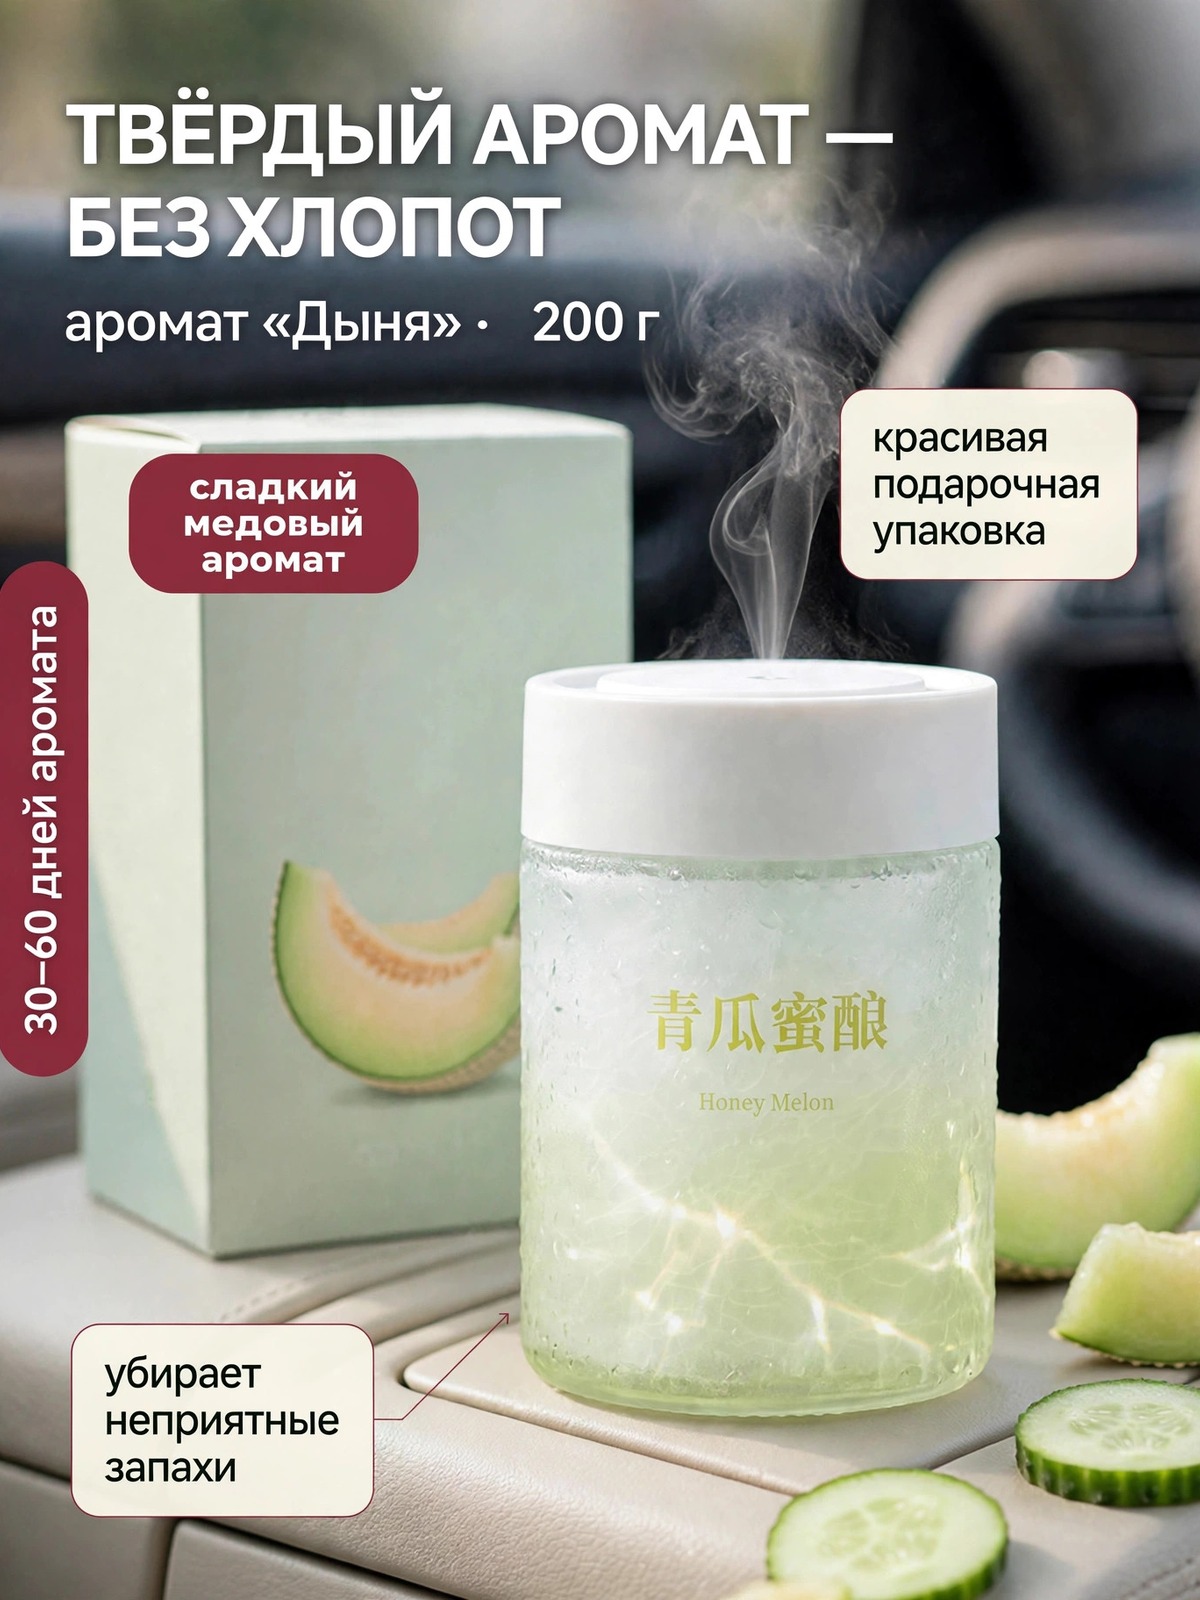 ТВЁРДЫЙ АРОМАТ —
БЕЗ ХЛОПОТ
аромат «Дыня» · 200 г
красивая
подарочная
упаковка
сладкий
медовый
аромат
30–60 дней аромата
青瓜蜜酿
Honey Melon
убирает
неприятные
запахи